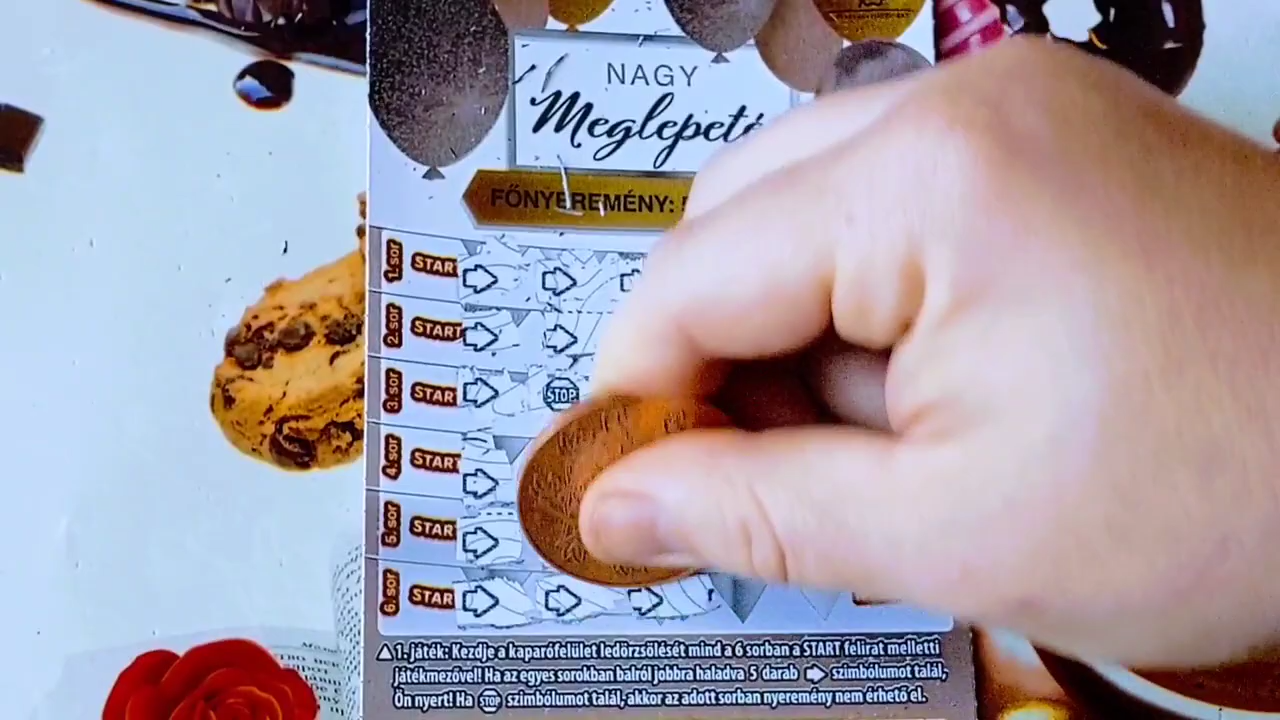 NAGY
Meglepeté
FŐNYEREMÉNY:
1. sor START
2. sor START
3. sor START STOP
4. sor START
5. sor START
6. sor START
1. játék: Kezdje a kaparófelület ledörzsölését mind a 6 sorban a START felirat melletti
játékmezővel! Ha az egyes sorokban balról jobbra haladva 5 darab szimbólumot talál,
Ön nyert! Ha STOP szimbólumot talál, akkor az adott sorban nyeremény nem érhető el.